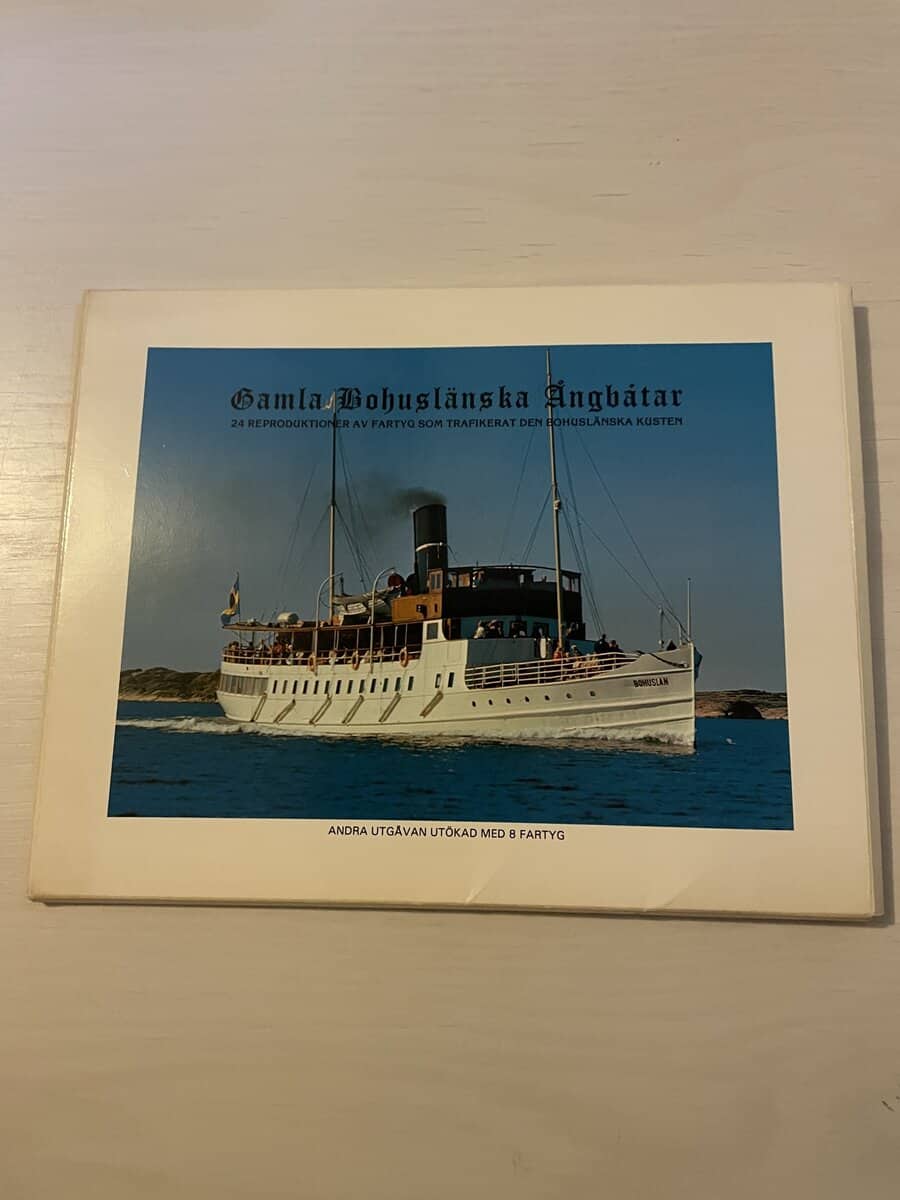 Gamla Bohuslänska Ångbåtar
24 REPRODUKTIONER AV FARTYG SOM TRAFIKERAT DEN BOHUSLÄNSKA KUSTEN
BOHUSLÄN
ANDRA UTGÅVAN UTÖKAD MED 8 FARTYG